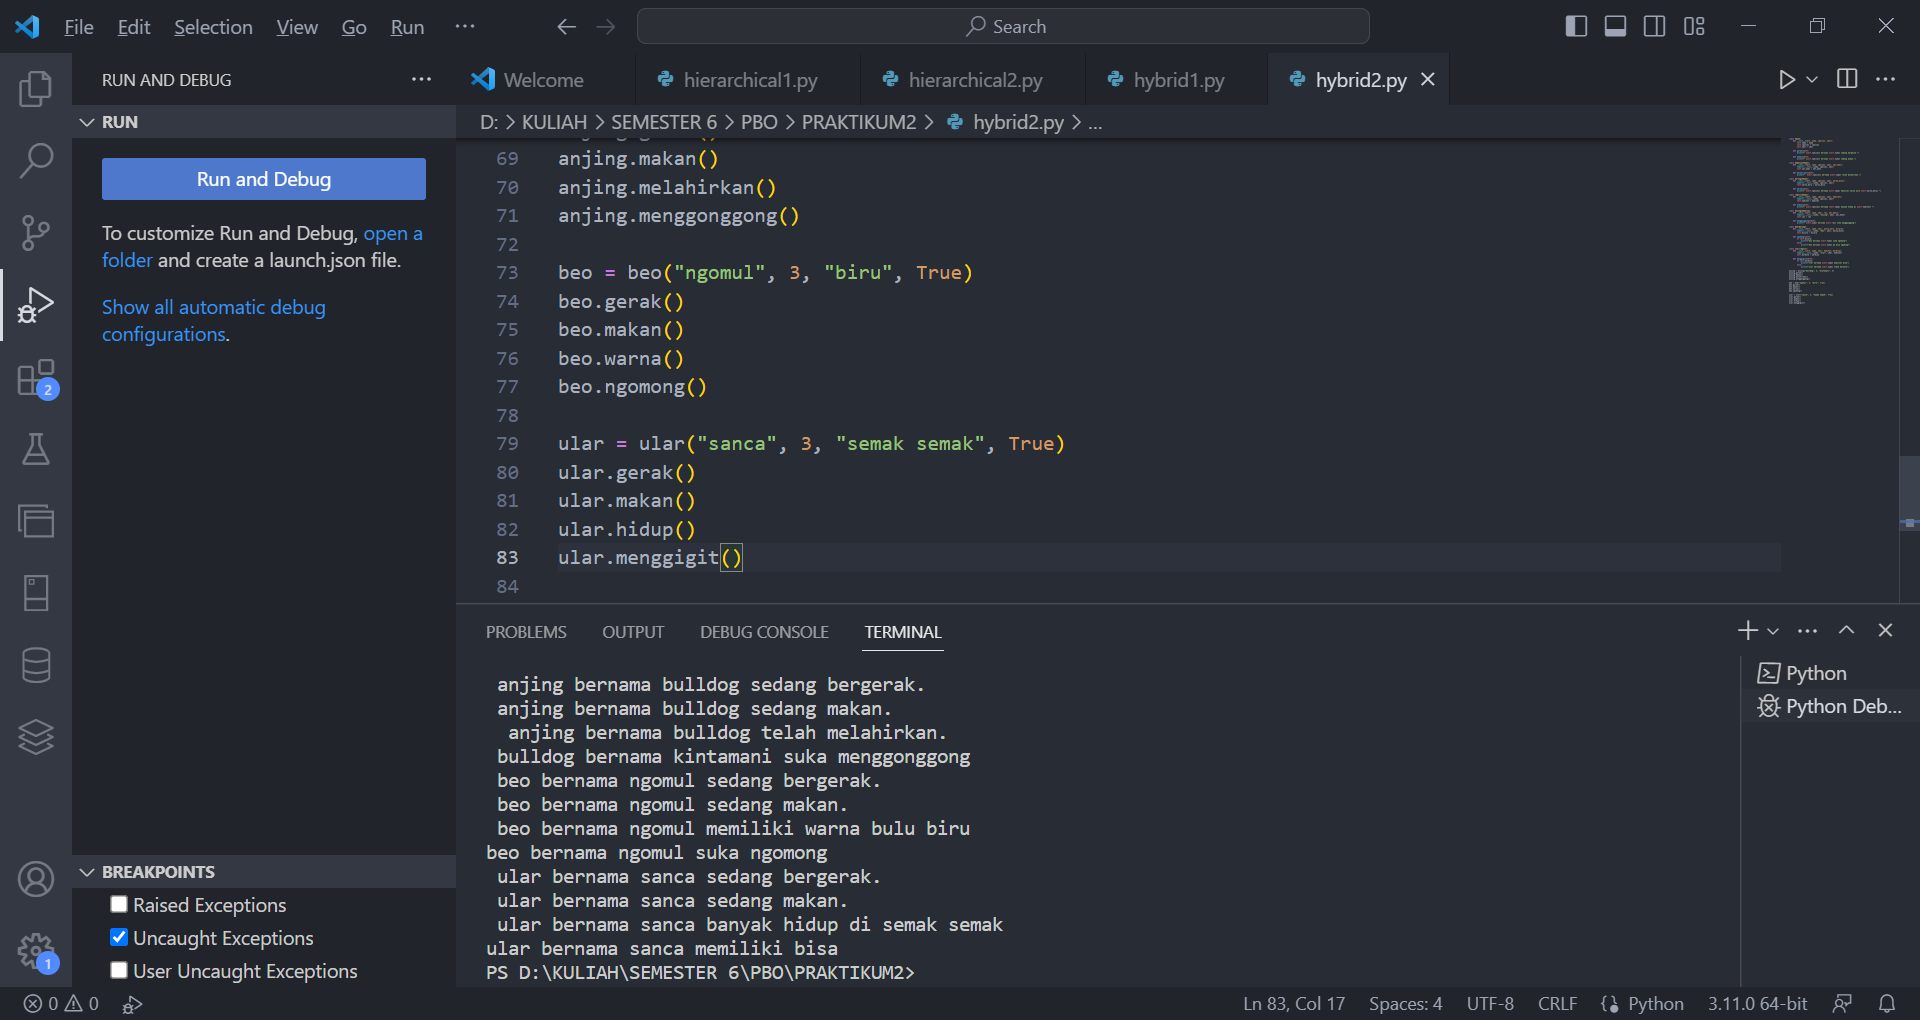 File Edit Selection View Go Run ··· Search
RUN AND DEBUG ···
Welcome hierarchical1.py hierarchical2.py hybrid1.py hybrid2.py
RUN
D: > KULIAH > SEMESTER 6 > PBO > PRAKTIKUM2 > hybrid2.py > ...
Run and Debug
To customize Run and Debug, open a
folder and create a launch.json file.
Show all automatic debug
configurations.
2
69 anjing.makan()
70 anjing.melahirkan()
71 anjing.menggonggong()
72
73 beo = beo("ngomul", 3, "biru", True)
74 beo.gerak()
75 beo.makan()
76 beo.warna()
77 beo.ngomong()
78
79 ular = ular("sanca", 3, "semak semak", True)
80 ular.gerak()
81 ular.makan()
82 ular.hidup()
83 ular.menggigit()
84
PROBLEMS OUTPUT DEBUG CONSOLE TERMINAL
anjing bernama bulldog sedang bergerak.
anjing bernama bulldog sedang makan.
anjing bernama bulldog telah melahirkan.
bulldog bernama kintamani suka menggonggong
beo bernama ngomul sedang bergerak.
beo bernama ngomul sedang makan.
beo bernama ngomul memiliki warna bulu biru
beo bernama ngomul suka ngomong
ular bernama sanca sedang bergerak.
ular bernama sanca sedang makan.
ular bernama sanca banyak hidup di semak semak
ular bernama sanca memiliki bisa
PS D:\KULIAH\SEMESTER 6\PBO\PRAKTIKUM2>
Python
Python Deb...
BREAKPOINTS
Raised Exceptions
Uncaught Exceptions
User Uncaught Exceptions
1
0 0
Ln 83, Col 17 Spaces: 4 UTF-8 CRLF Python 3.11.0 64-bit